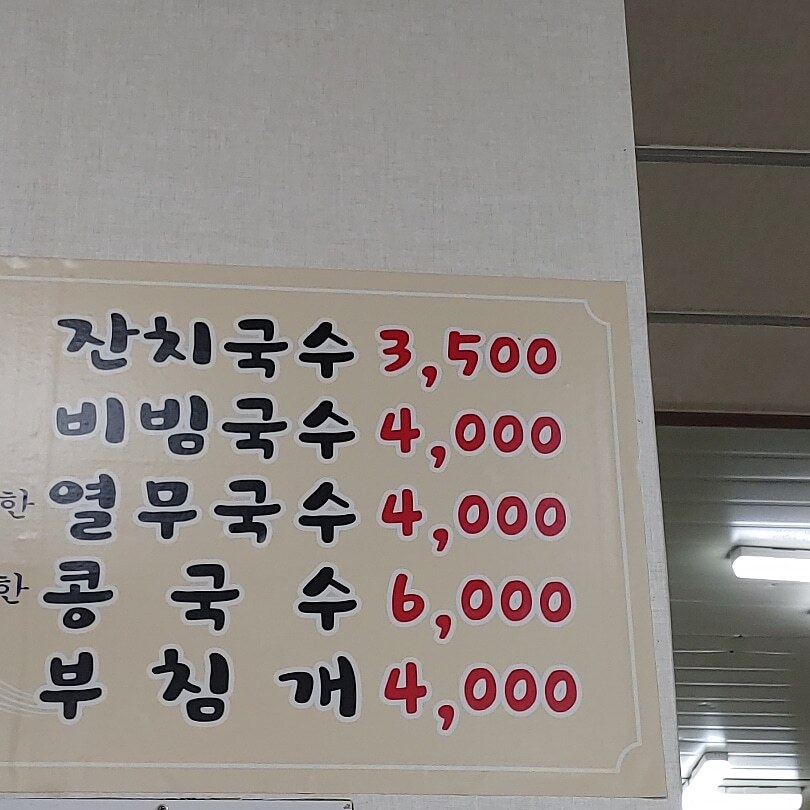 잔치국수 3,500
비빔국수 4,000
한 열무국수 4,000
한 콩국수 6,000
부침개 4,000